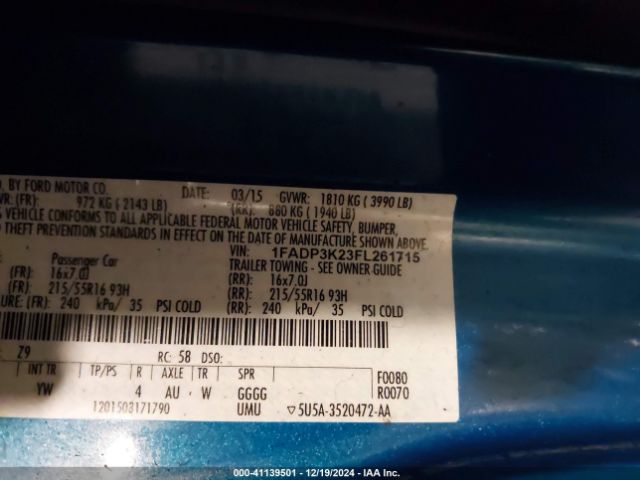 D. BY FORD MOTOR CO. DATE: 03/15 GVWR: 1810 KG ( 3990 LB)
WR: (FR): 972 KG ( 2143 LB) (RR): 880 KG ( 1940 LB)
VEHICLE CONFORMS TO ALL APPLICABLE FEDERAL MOTOR VEHICLE SAFETY, BUMPER,
THEFT PREVENTION STANDARDS IN EFFECT ON THE DATE OF MANUFACTURE SHOWN ABOVE.
VIN: 1FADP3K23FL261715
Passenger Car TRAILER TOWING - SEE OWNER GUIDE
(FR): 16x7.0J (RR): 16x7.0J
(FR): 215/55R16 93H (RR): 215/55R16 93H
URE: (FR): 240 kPa/ 35 PSI COLD (RR): 240 kPa/ 35 PSI COLD
Z9 RC: 58 DSO:
INT TR TP/PS R AXLE TR SPR F0080
YW 4 AU W GGGG R0070
1201503171790 UMU ▽5U5A-3520472-AA
000-41139501 - 12/19/2024 - IAA Inc.